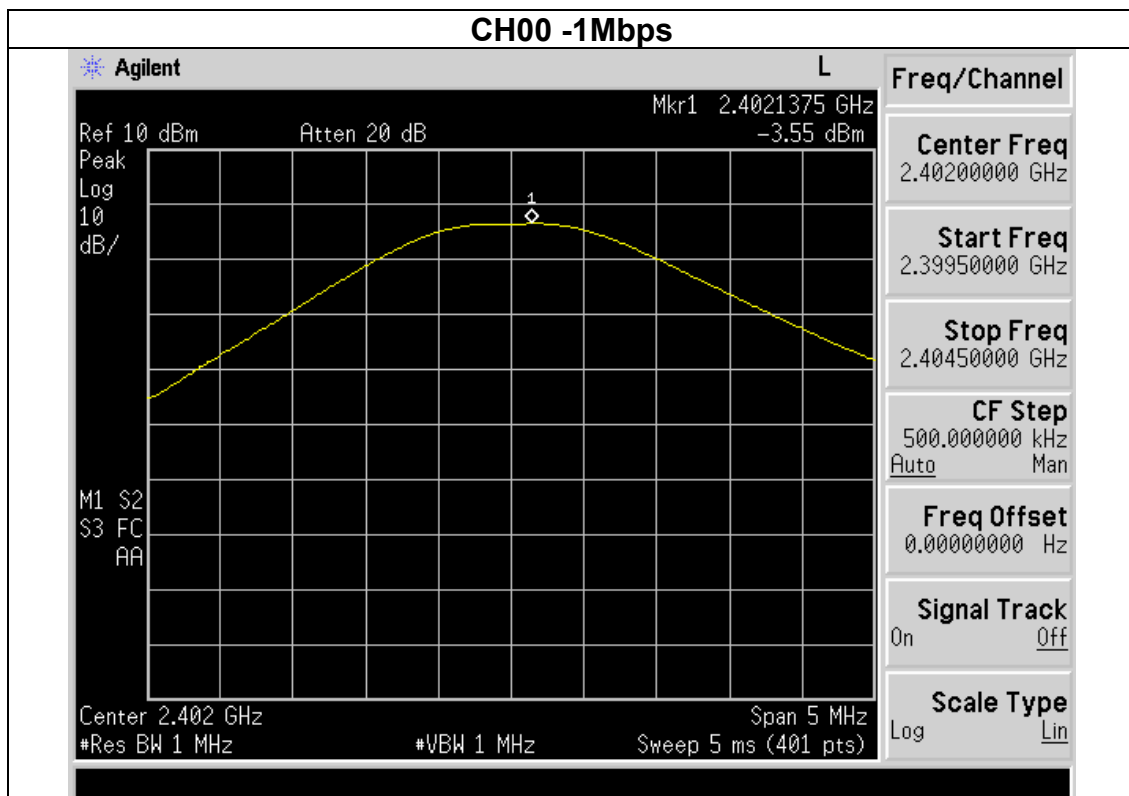 CH00 -1Mbps
Agilent
L
Freq/Channel
Mkr1 2.4021375 GHz
Ref 10 dBm Atten 20 dB -3.55 dBm
Peak
Log
10
dB/
1
M1 S2
S3 FC
AA
Center 2.402 GHz Span 5 MHz
#Res BW 1 MHz #VBW 1 MHz Sweep 5 ms (401 pts)
Center Freq
2.40200000 GHz
Start Freq
2.39950000 GHz
Stop Freq
2.40450000 GHz
CF Step
500.000000 kHz
Auto Man
Freq Offset
0.00000000 Hz
Signal Track
On Off
Scale Type
Log Lin